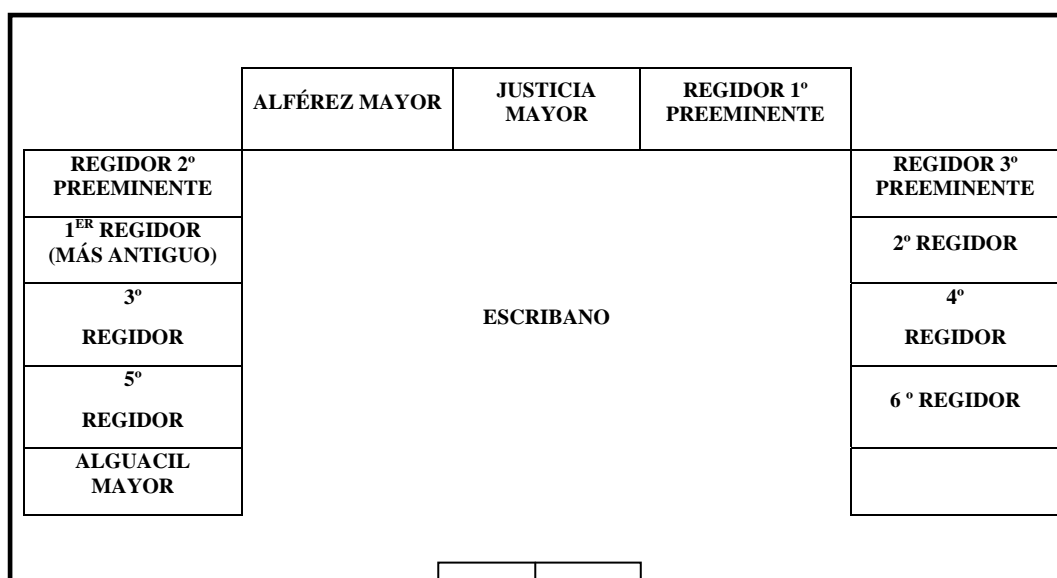 ALFÉREZ MAYOR
JUSTICIA
MAYOR
REGIDOR 1º
PREEMINENTE
REGIDOR 2º
PREEMINENTE
REGIDOR 3º
PREEMINENTE
1ER REGIDOR
(MÁS ANTIGUO)
2º REGIDOR
3º
REGIDOR
ESCRIBANO
4º
REGIDOR
5º
REGIDOR
6 º REGIDOR
ALGUACIL
MAYOR